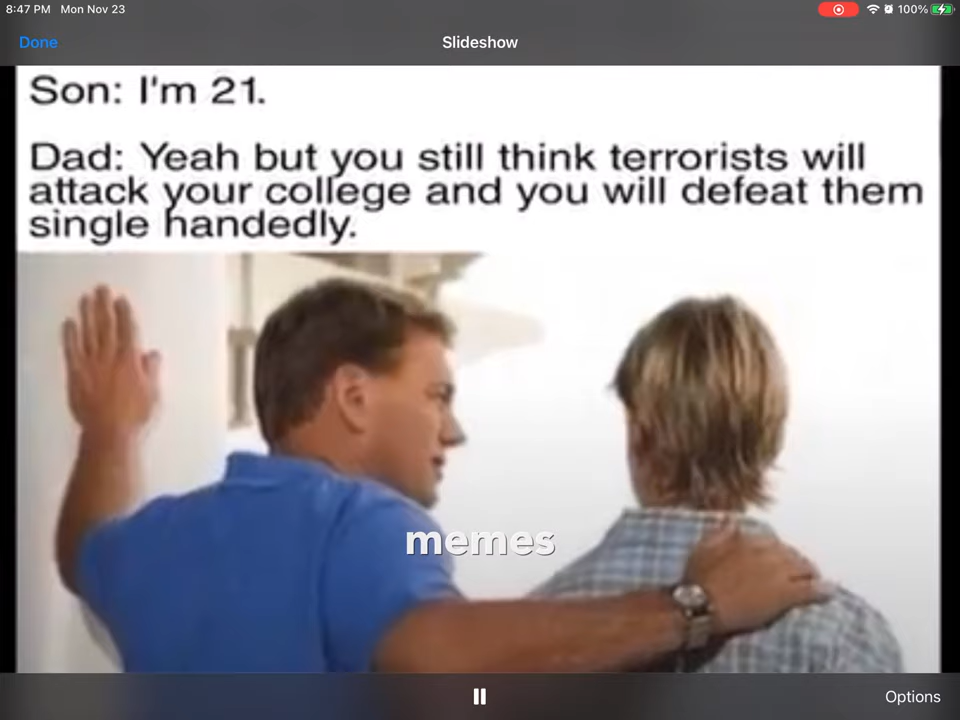 8:47 PM Mon Nov 23
100%
Done
Slideshow
Son: I'm 21.
Dad: Yeah but you still think terrorists will
attack your college and you will defeat them
single handedly.
memes
Options